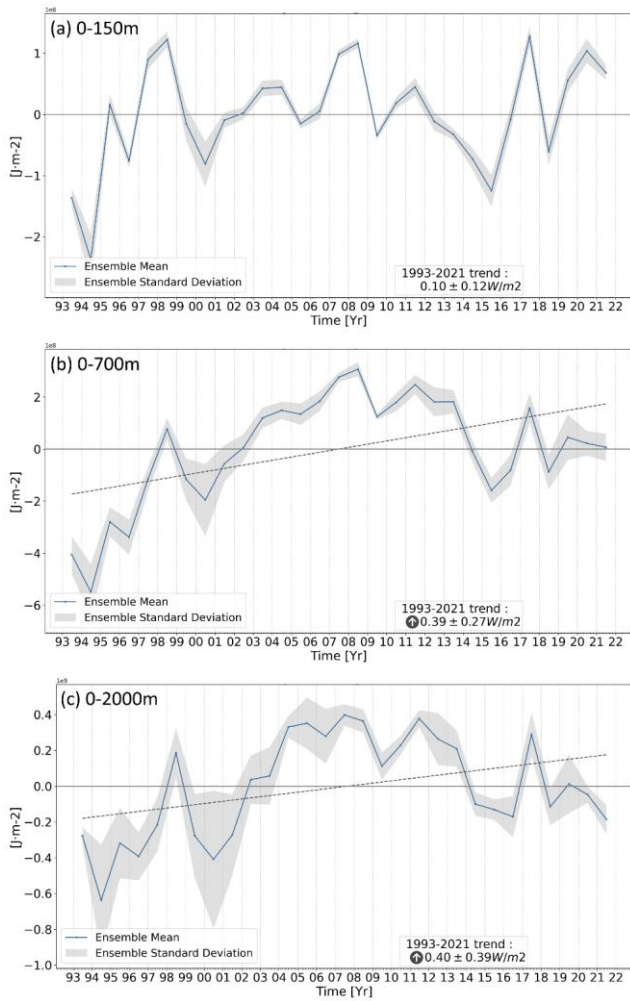 1e8
(a) 0-150m
1
0
−1
−2
[J·m-2]
Ensemble Mean
Ensemble Standard Deviation
1993-2021 trend :
0.10 ± 0.12W/m2
93 94 95 96 97 98 99 00 01 02 03 04 05 06 07 08 09 10 11 12 13 14 15 16 17 18 19 20 21 22
Time [Yr]
1e8
(b) 0-700m
2
0
−2
−4
−6
[J·m-2]
Ensemble Mean
Ensemble Standard Deviation
1993-2021 trend :
↑ 0.39 ± 0.27W/m2
93 94 95 96 97 98 99 00 01 02 03 04 05 06 07 08 09 10 11 12 13 14 15 16 17 18 19 20 21 22
Time [Yr]
1e9
(c) 0-2000m
0.4
0.2
0.0
−0.2
−0.4
−0.6
−0.8
−1.0
[J·m-2]
Ensemble Mean
Ensemble Standard Deviation
1993-2021 trend :
↑ 0.40 ± 0.39W/m2
93 94 95 96 97 98 99 00 01 02 03 04 05 06 07 08 09 10 11 12 13 14 15 16 17 18 19 20 21 22
Time [Yr]